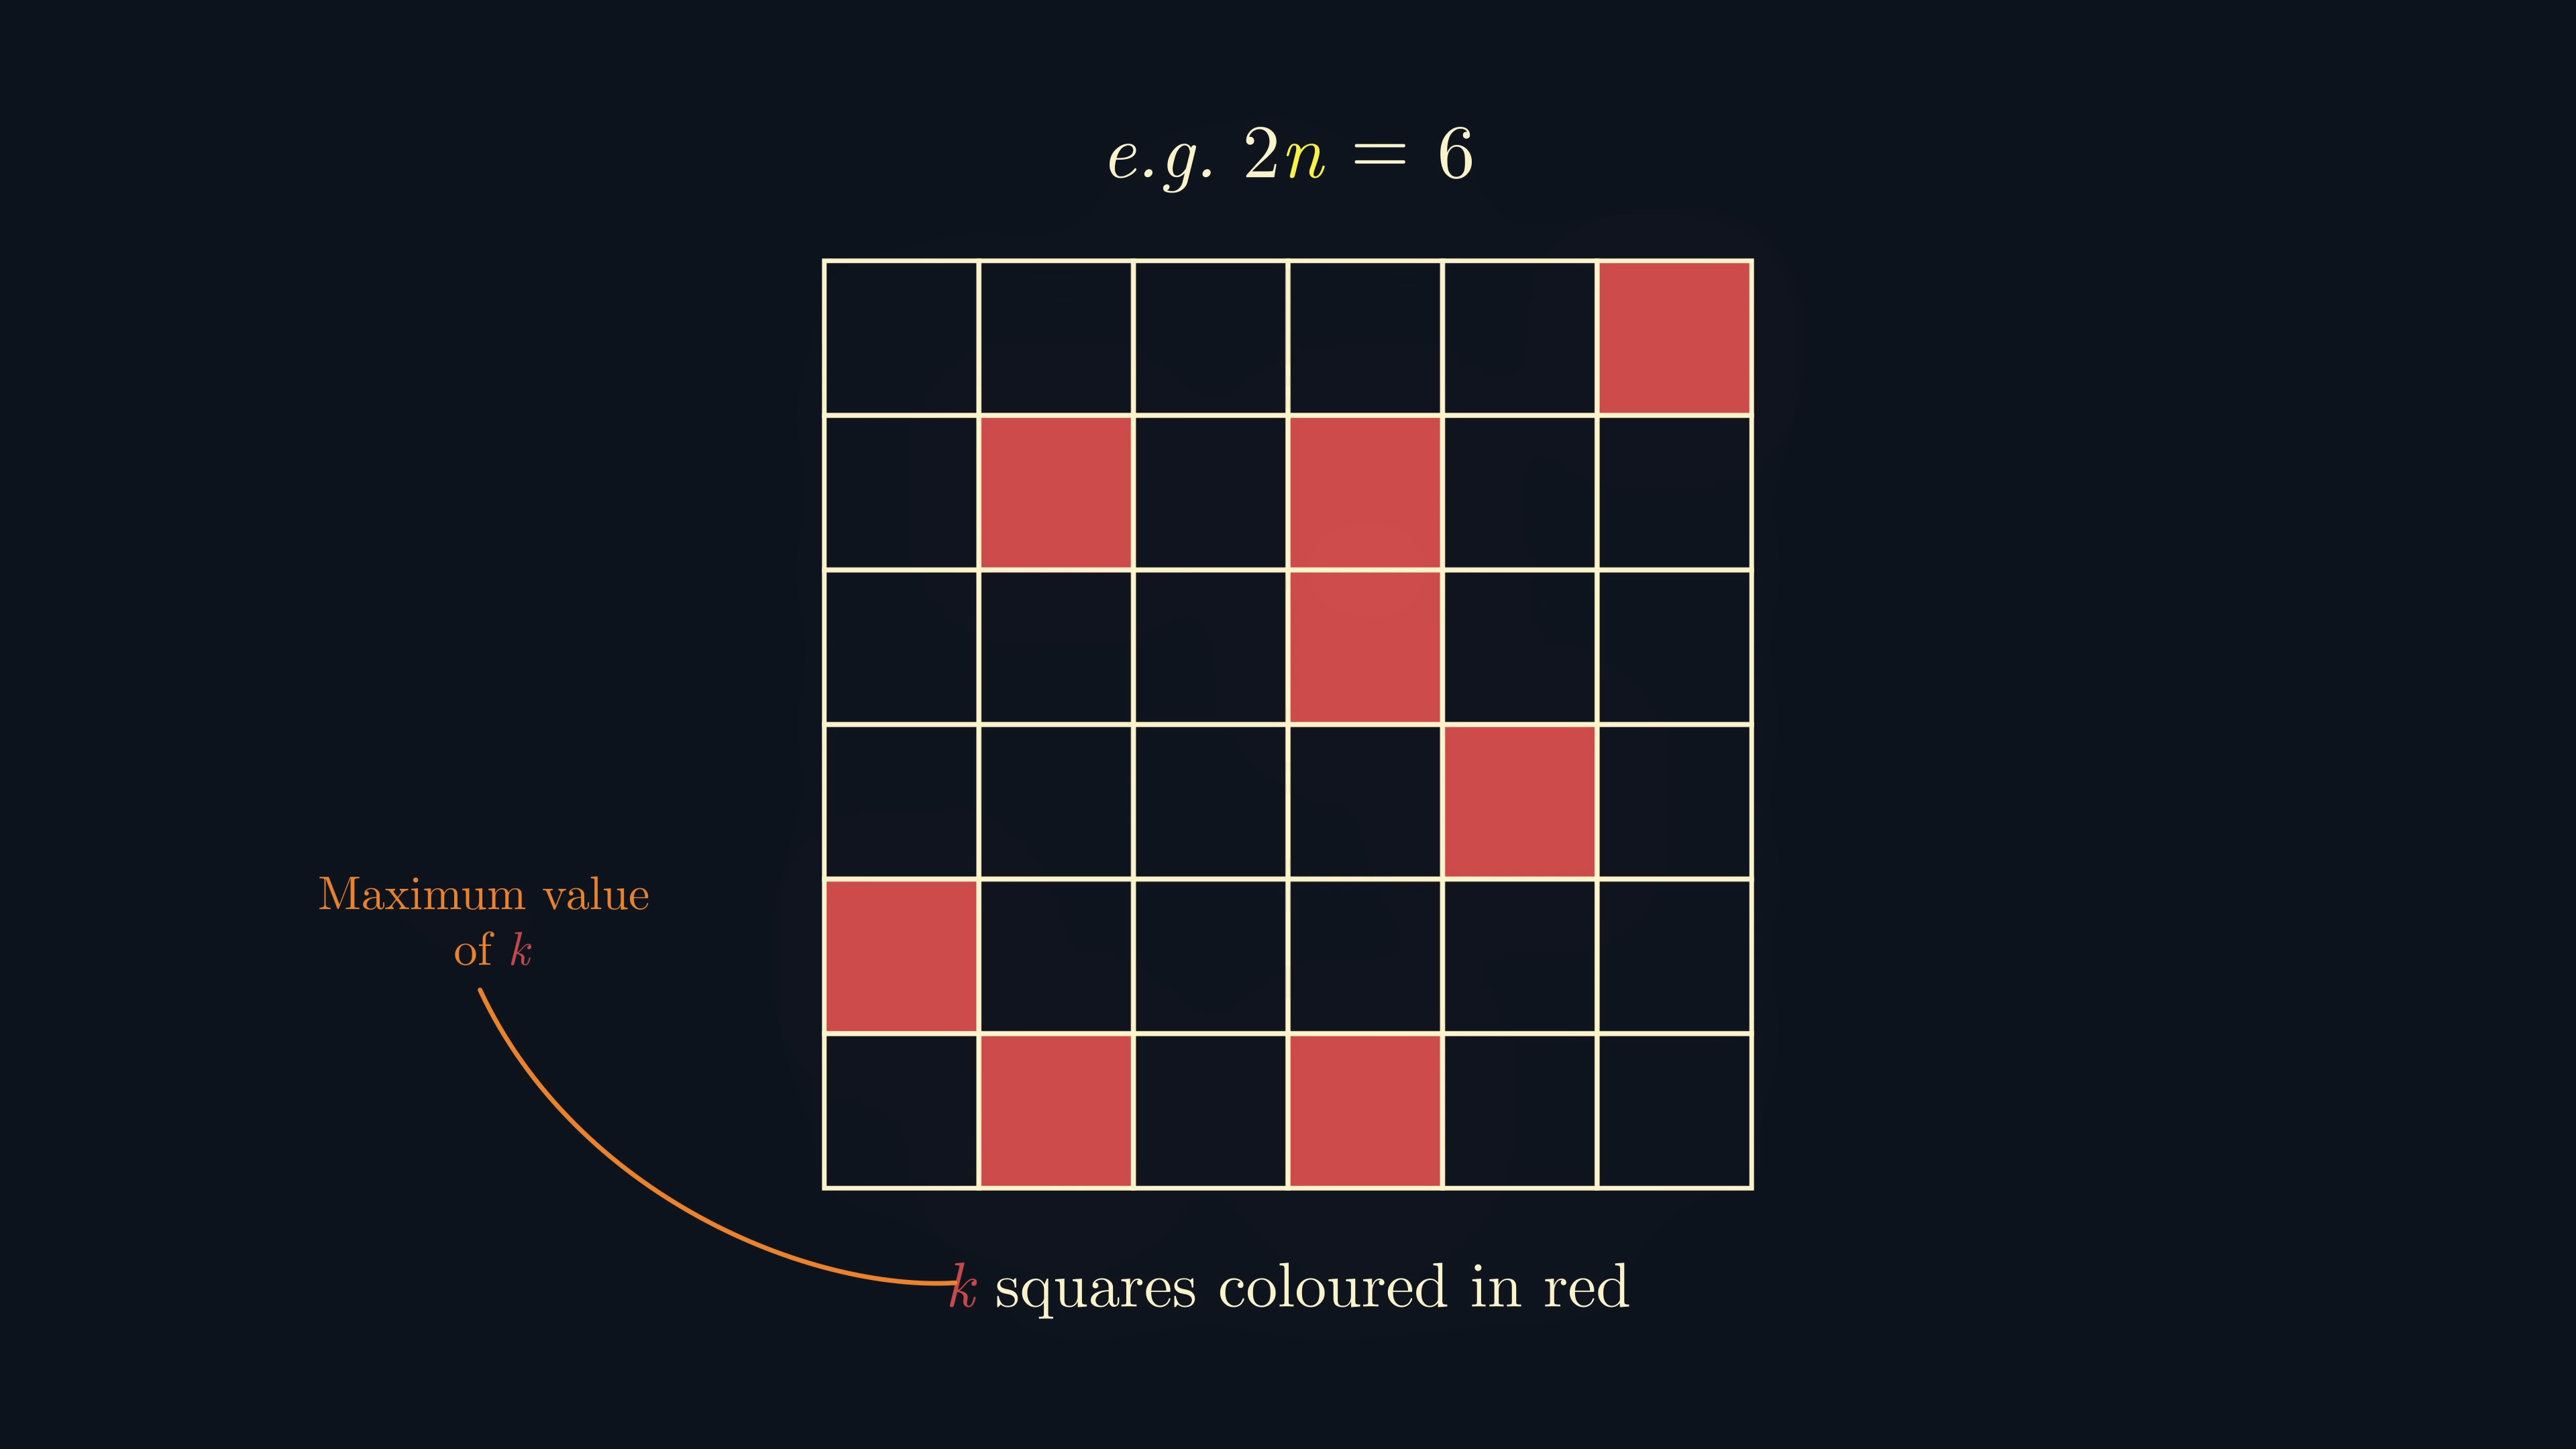 e.g. 2n = 6
Maximum value
of k
k squares coloured in red